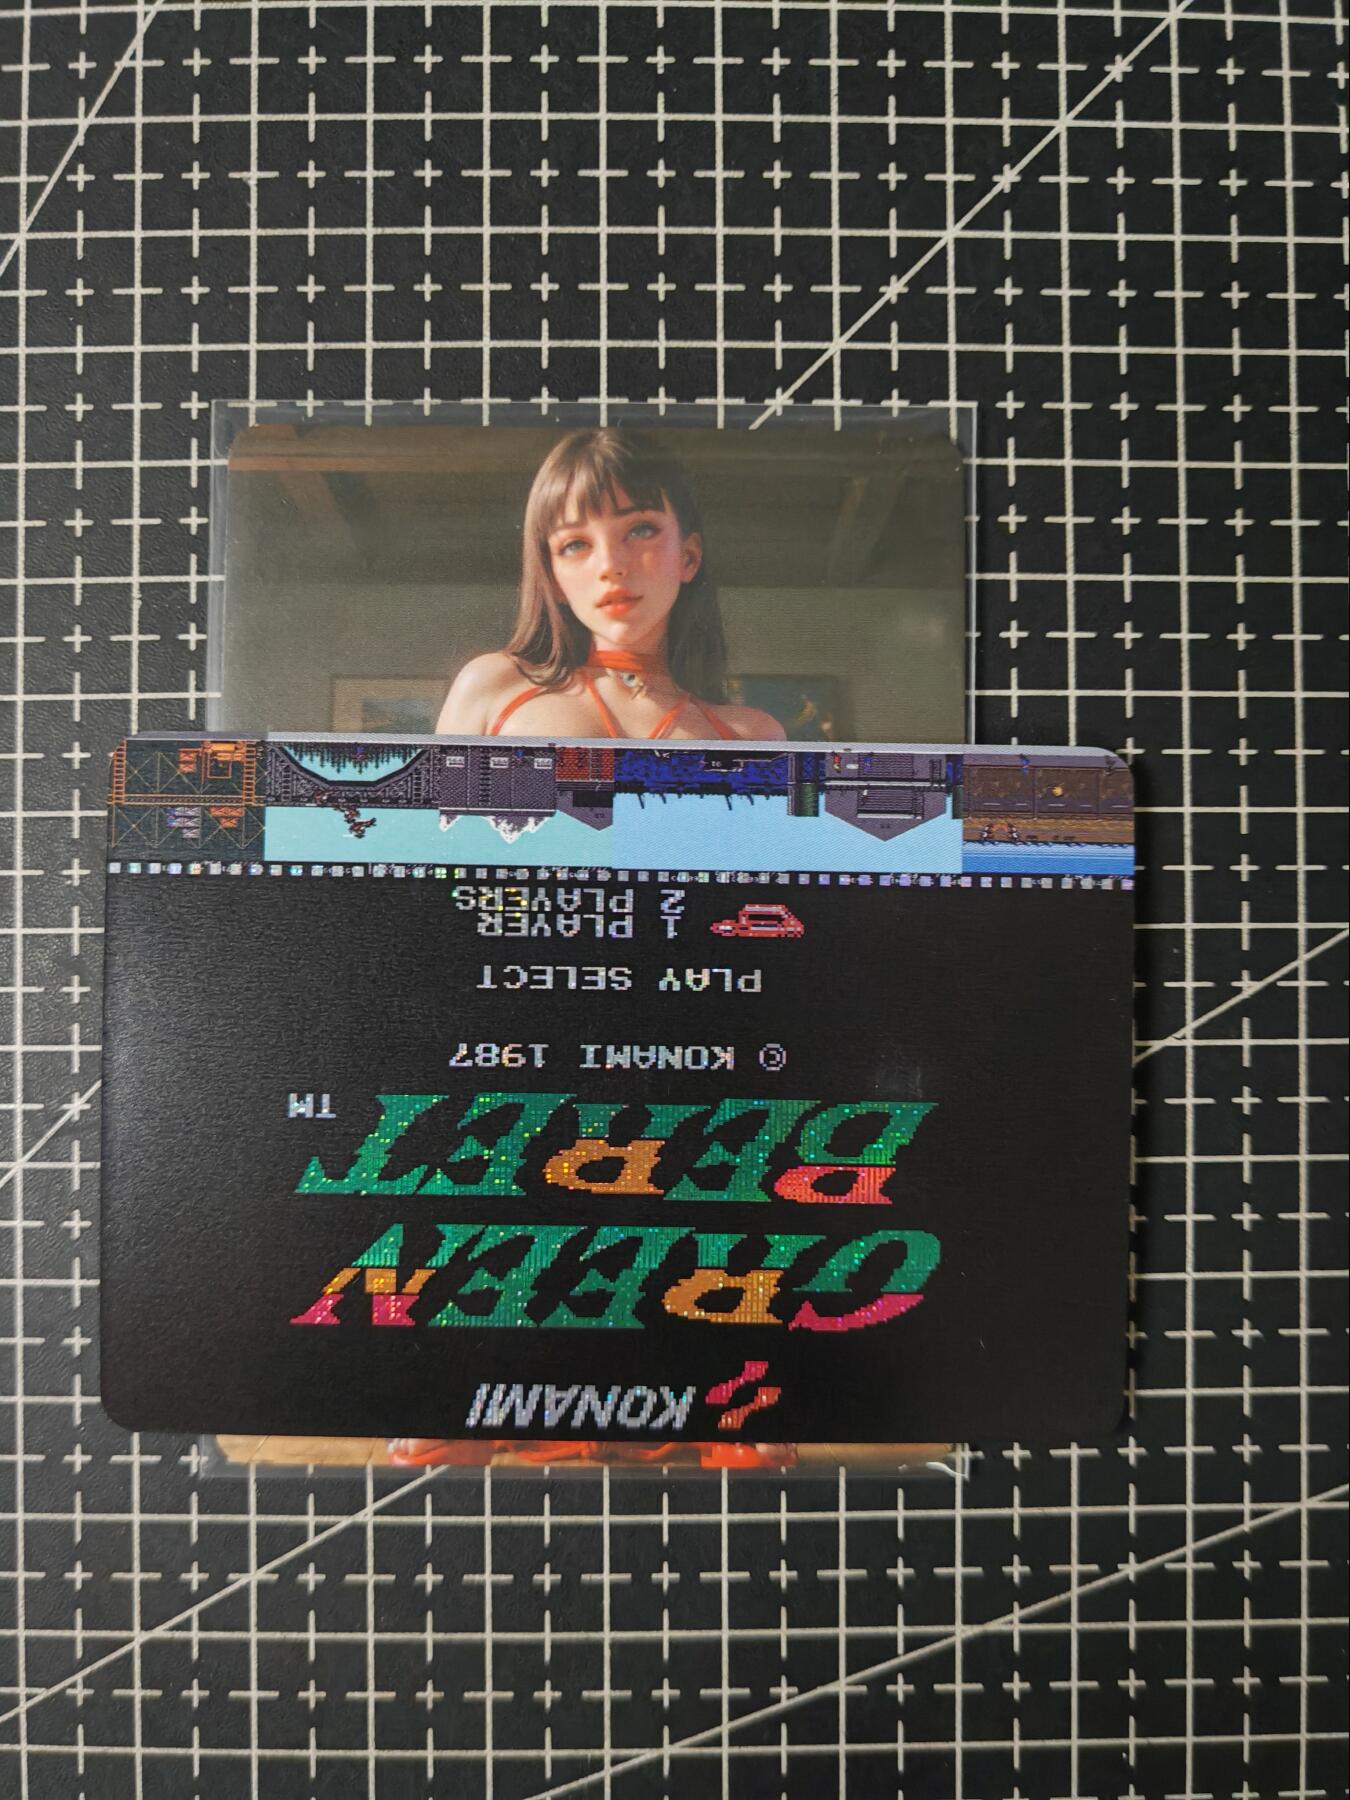 KONAMI
GREEN
BERET TM
© KONAMI 1987
PLAY SELECT
1 PLAYER
2 PLAYERS